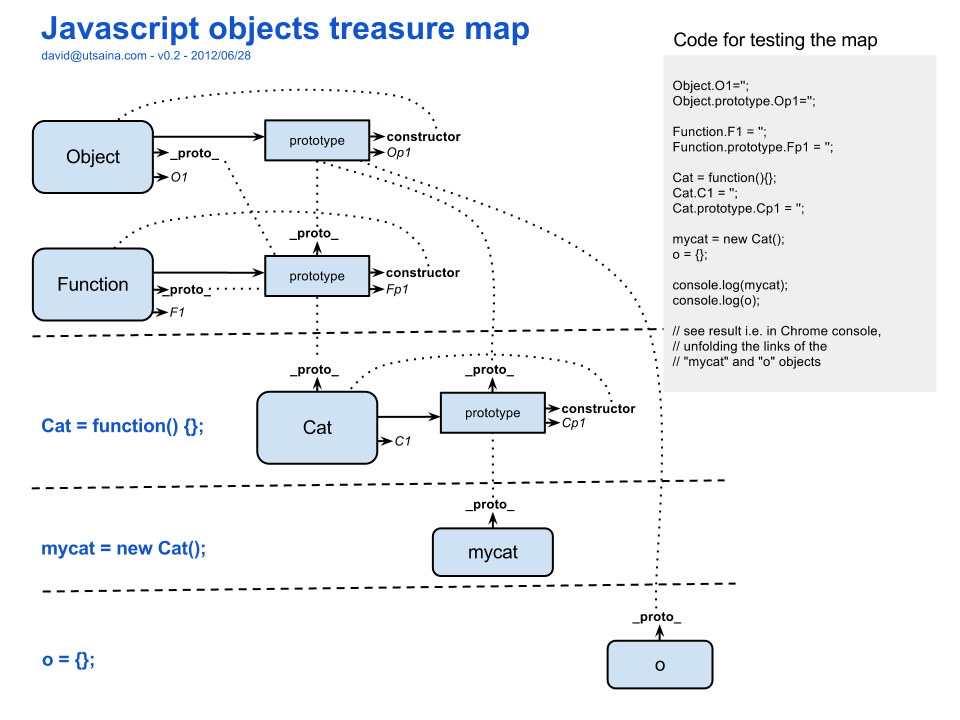 Javascript objects treasure map
david@utsaina.com - v0.2 - 2012/06/28
Code for testing the map
Object.O1='';
Object.prototype.Op1='';
Function.F1 = '';
Function.prototype.Fp1 = '';
Cat = function(){};
Cat.C1 = '';
Cat.prototype.Cp1 = '';
mycat = new Cat();
o = {};
console.log(mycat);
console.log(o);
// see result i.e. in Chrome console,
// unfolding the links of the
// "mycat" and "o" objects
Object
prototype
constructor
_proto_
Op1
O1
_proto_
Function
prototype
constructor
_proto_
Fp1
F1
_proto_
_proto_
Cat = function() {};
Cat
prototype
constructor
Cp1
C1
_proto_
mycat = new Cat();
mycat
_proto_
o = {};
o